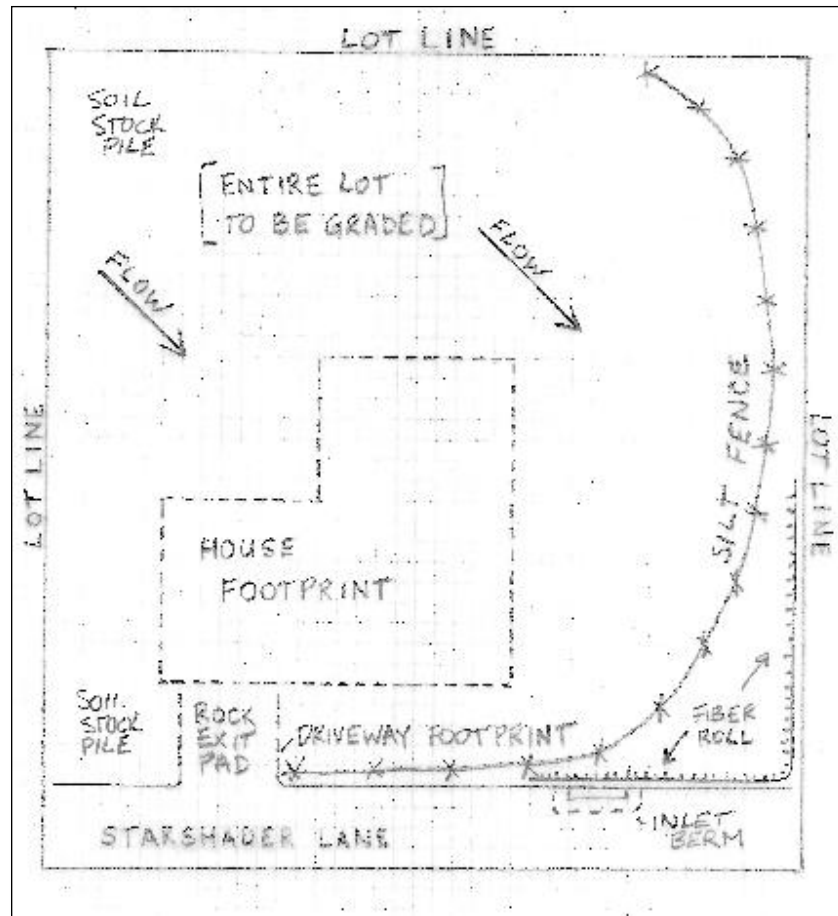 LOT LINE
SOIL
STOCK
PILE
[ENTIRE LOT
TO BE GRADED]
FLOW
FLOW
LOT LINE
SILT FENCE
LOT LINE
HOUSE
FOOTPRINT
SOIL
STOCK
PILE
ROCK
EXIT
PAD
DRIVEWAY FOOTPRINT
FIBER
ROLL
STARSHADER LANE
INLET
BERM